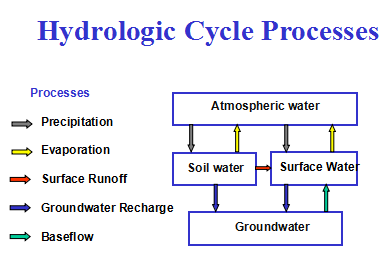 Hydrologic Cycle Processes
Processes
Precipitation
Evaporation
Surface Runoff
Groundwater Recharge
Baseflow
Atmospheric water
Soil water
Surface Water
Groundwater